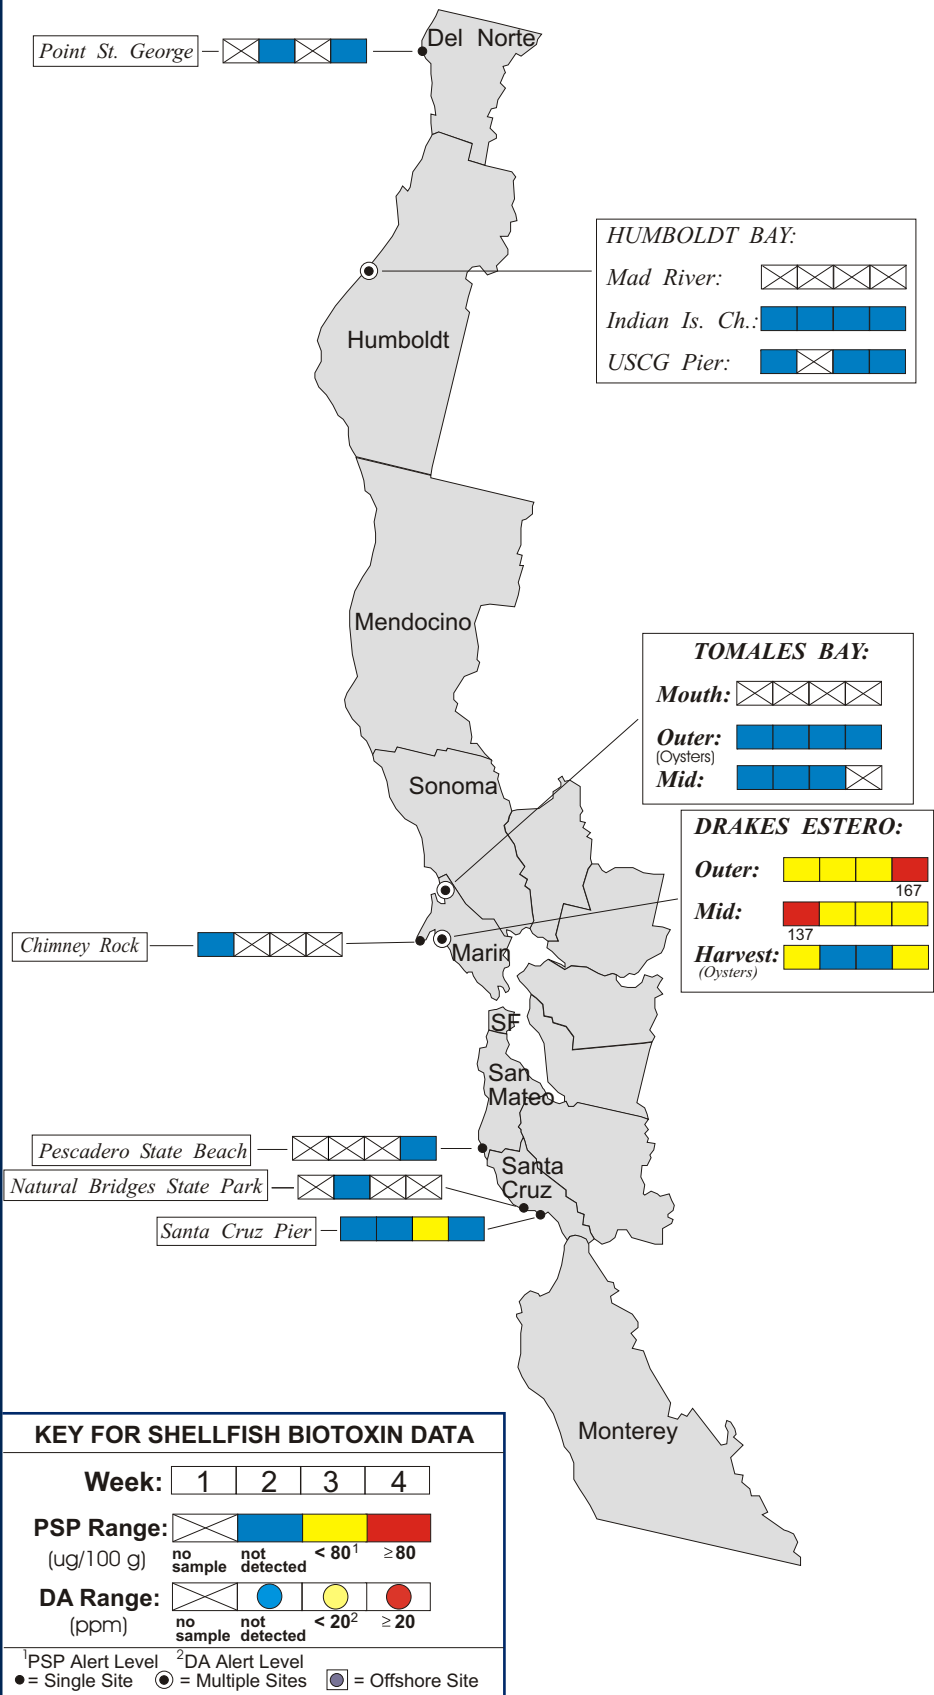 Del Norte
Point St. George
HUMBOLDT BAY:
Mad River:
Indian Is. Ch.:
USCG Pier:
Humboldt
Mendocino
TOMALES BAY:
Mouth:
Outer:
(Oysters)
Mid:
Sonoma
DRAKES ESTERO:
Outer:
167
Mid:
137
Harvest:
(Oysters)
Chimney Rock
Marin
SF
San
Mateo
Pescadero State Beach
Santa
Cruz
Natural Bridges State Park
Santa Cruz Pier
Monterey
KEY FOR SHELLFISH BIOTOXIN DATA
Week: 1 2 3 4
PSP Range:
(ug/100 g)
no sample
not detected
< 80¹
≥ 80
DA Range:
(ppm)
no sample
not detected
< 20²
≥ 20
¹PSP Alert Level ²DA Alert Level
= Single Site = Multiple Sites = Offshore Site